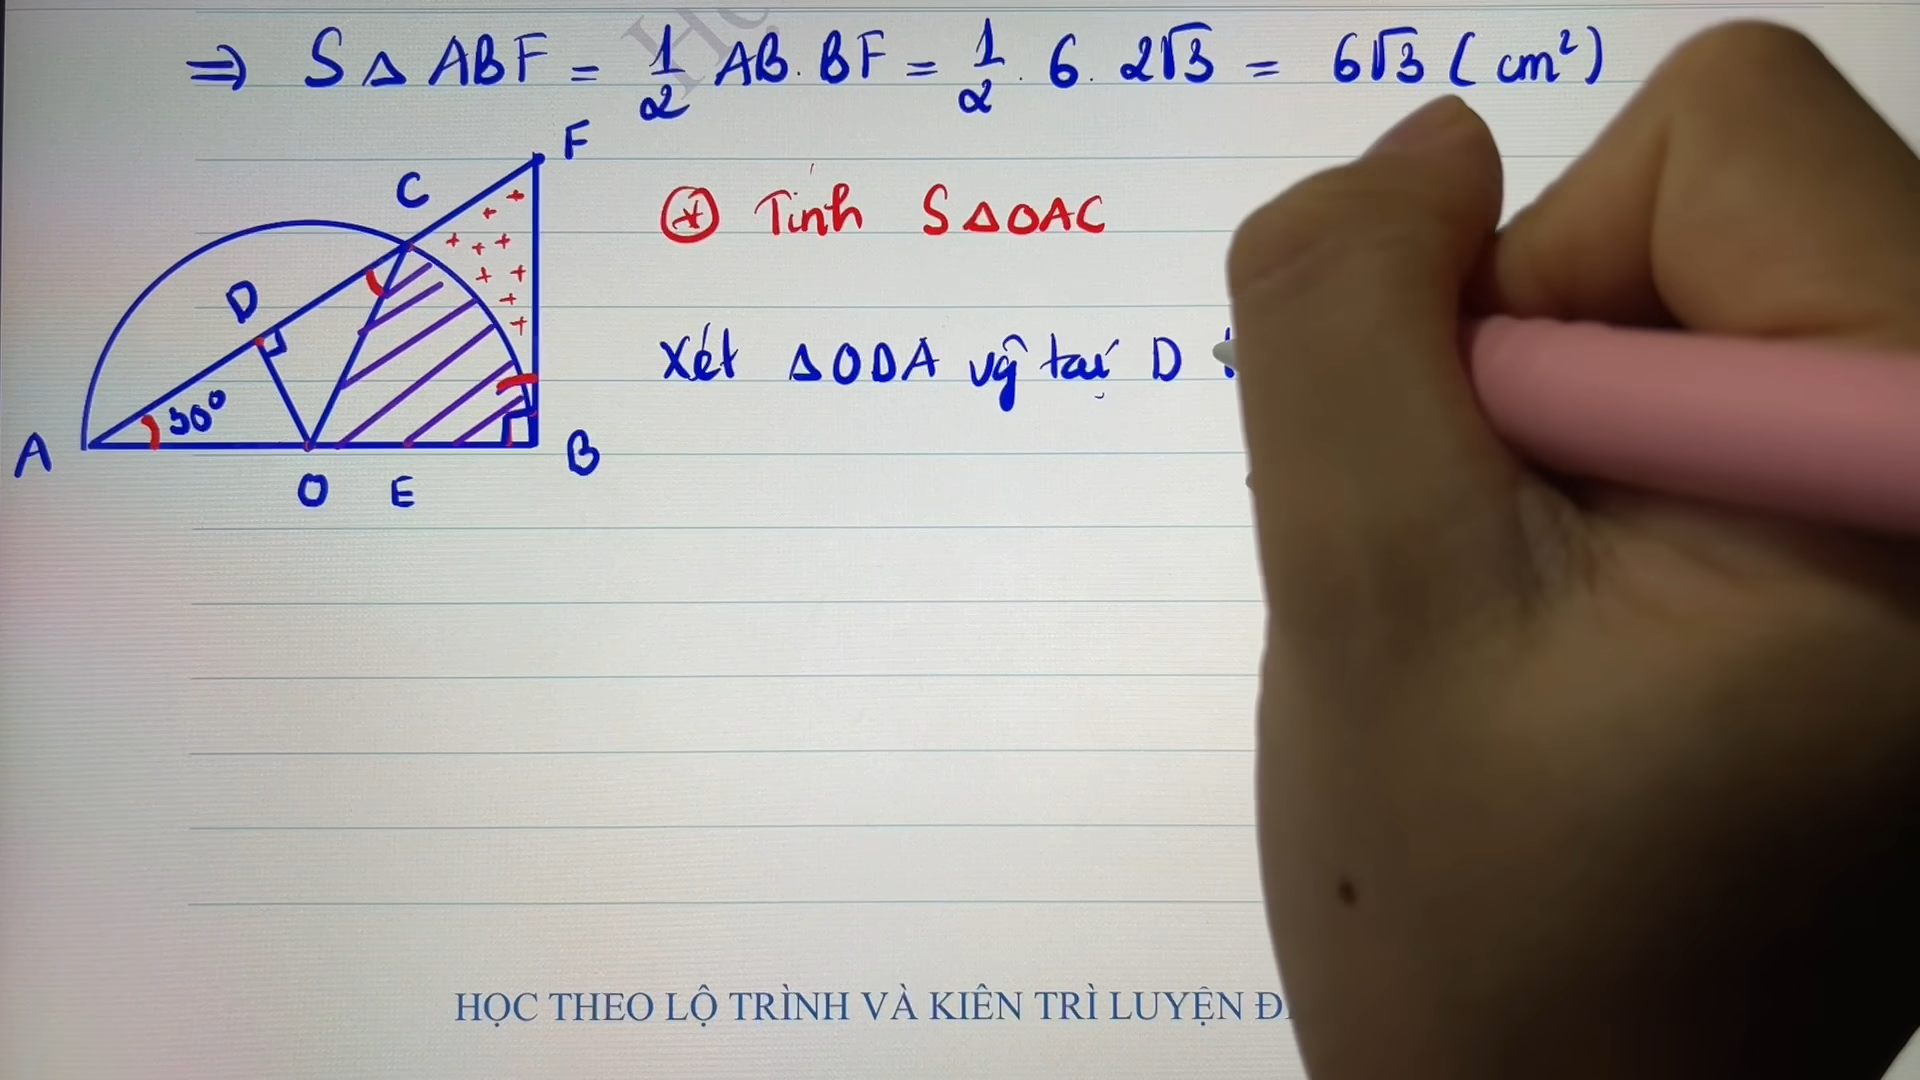 ⇒ S △ ABF = 1/2 AB . BF = 1/2 . 6 . 2√3 = 6√3 ( cm² )
F
C
⊛ Tính S△OAC
D
Xét △ODA vg̃ tại D
30°
A
B
O E
HỌC THEO LỘ TRÌNH VÀ KIÊN TRÌ LUYỆN